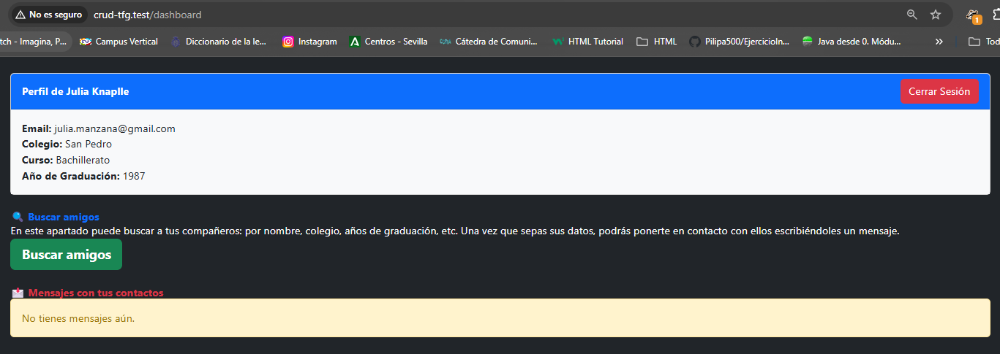 No es seguro crud-tfg.test/dashboard
1
tch - Imagina, P... Campus Vertical Diccionario de la le... Instagram Centros - Sevilla Cátedra de Comuni... HTML Tutorial HTML Pilipa500/EjercicioIn... Java desde 0. Módu... » Tod
Perfil de Julia Knaplle Cerrar Sesión
Email: julia.manzana@gmail.com
Colegio: San Pedro
Curso: Bachillerato
Año de Graduación: 1987
Buscar amigos
En este apartado puede buscar a tus compañeros: por nombre, colegio, años de graduación, etc. Una vez que sepas sus datos, podrás ponerte en contacto con ellos escribiéndoles un mensaje.
Buscar amigos
Mensajes con tus contactos
No tienes mensajes aún.